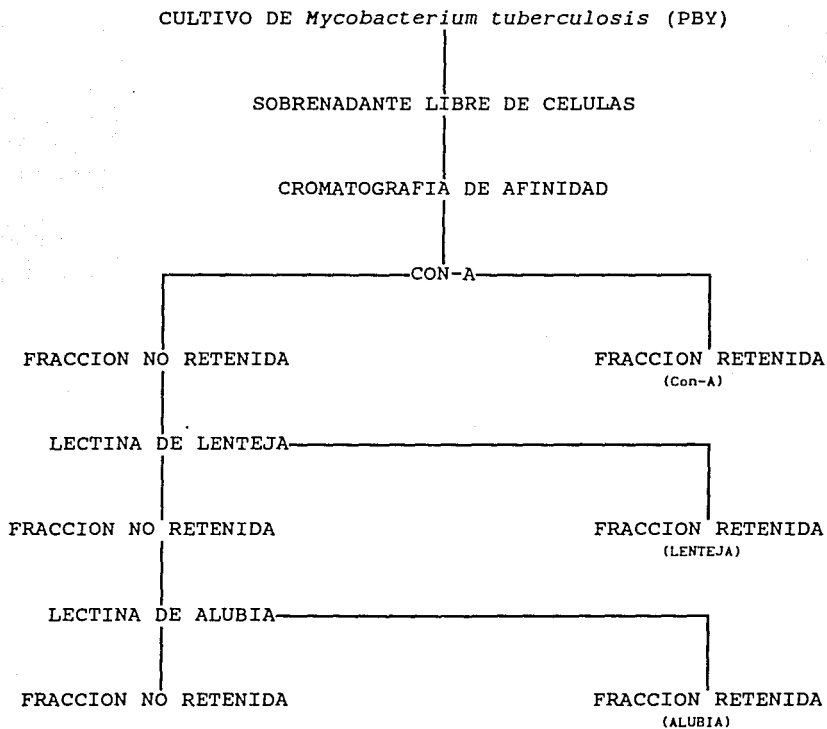 CULTIVO DE Mycobacterium tuberculosis (PBY)
SOBRENADANTE LIBRE DE CELULAS
CROMATOGRAFIA DE AFINIDAD
CON-A
FRACCION NO RETENIDA
FRACCION RETENIDA
(Con-A)
LECTINA DE LENTEJA
FRACCION NO RETENIDA
FRACCION RETENIDA
(LENTEJA)
LECTINA DE ALUBIA
FRACCION NO RETENIDA
FRACCION RETENIDA
(ALUBIA)